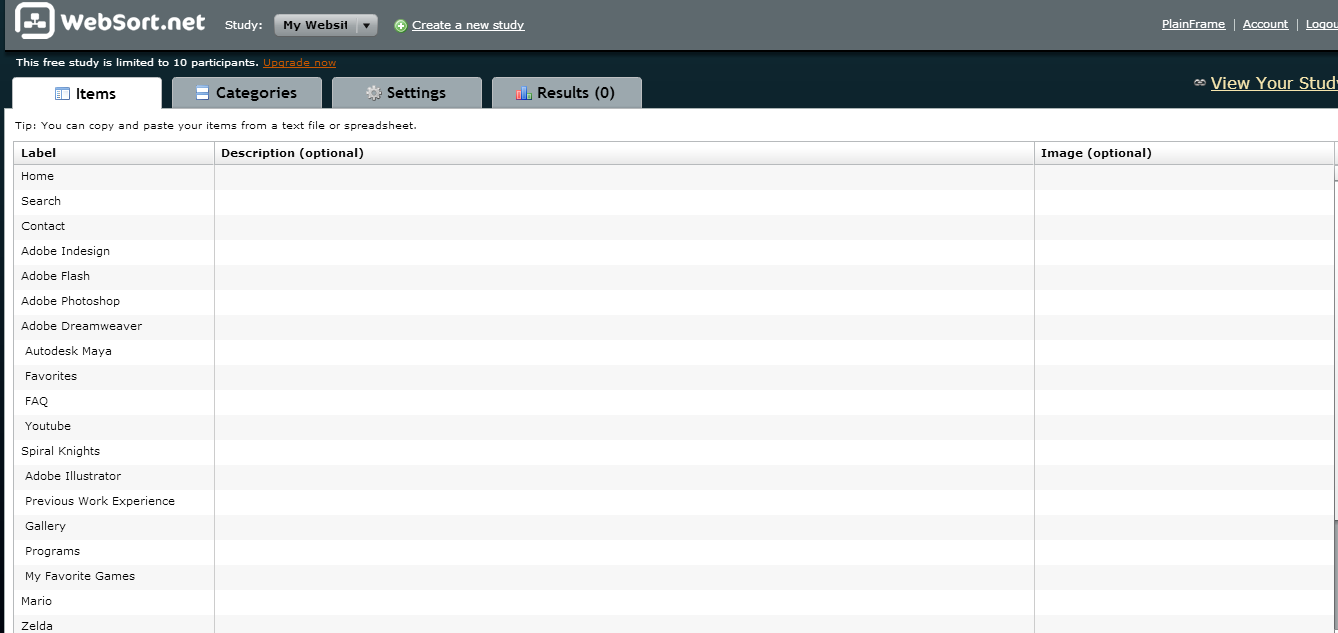 WebSort.net Study: My Websit Create a new study PlainFrame | Account | Logou
This free study is limited to 10 participants. Upgrade now
Items Categories Settings Results (0) View Your Study
Tip: You can copy and paste your items from a text file or spreadsheet.
Label Description (optional) Image (optional)
Home
Search
Contact
Adobe Indesign
Adobe Flash
Adobe Photoshop
Adobe Dreamweaver
Autodesk Maya
Favorites
FAQ
Youtube
Spiral Knights
Adobe Illustrator
Previous Work Experience
Gallery
Programs
My Favorite Games
Mario
Zelda